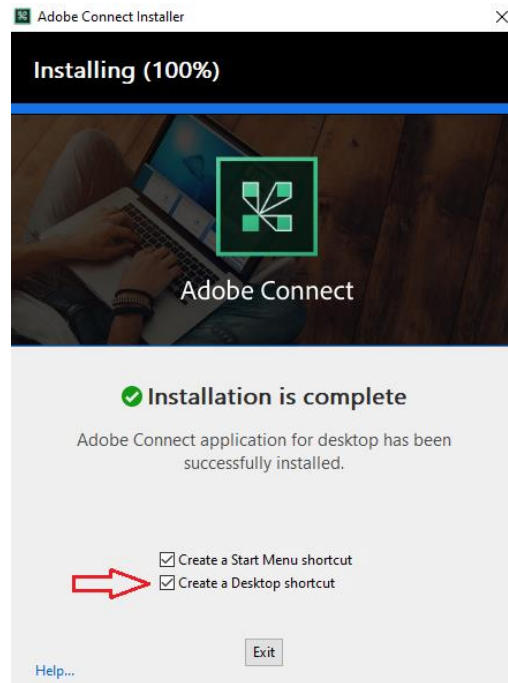 Adobe Connect Installer
Installing (100%)
Adobe Connect
Installation is complete
Adobe Connect application for desktop has been
successfully installed.
Create a Start Menu shortcut
Create a Desktop shortcut
Exit
Help...